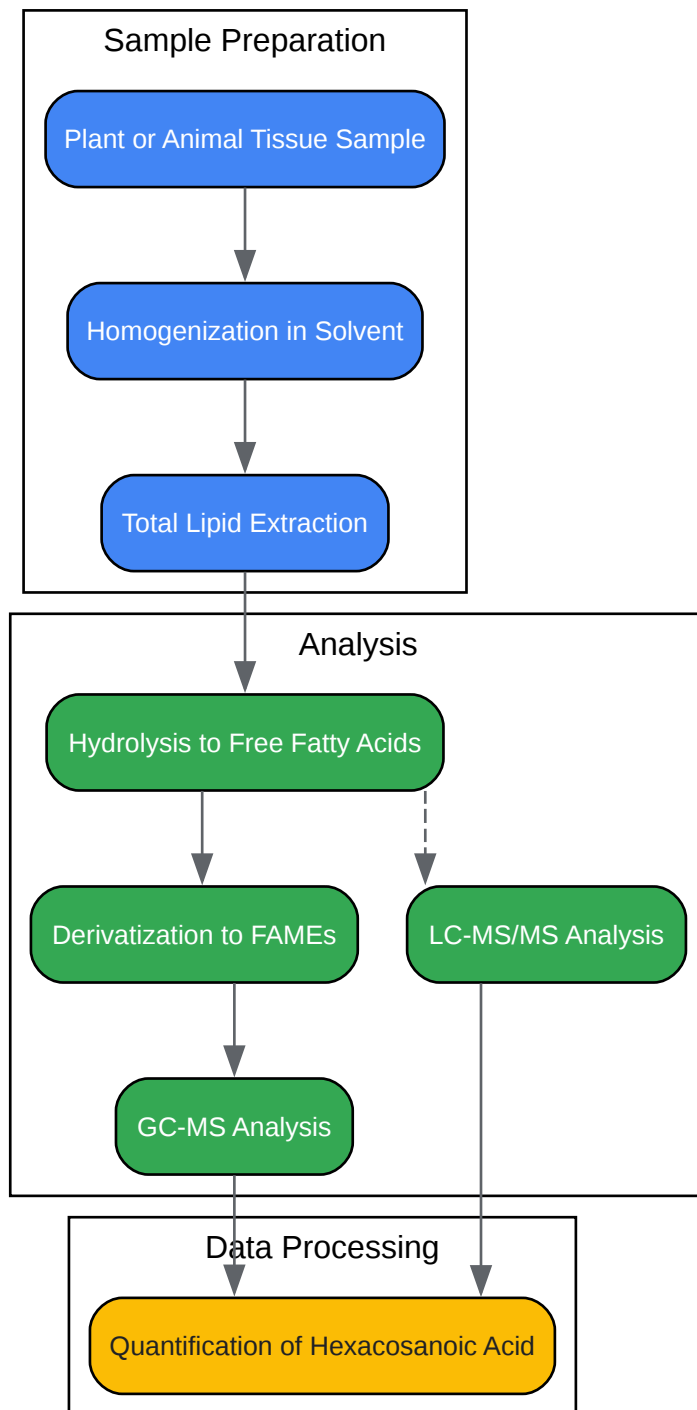 Sample Preparation
Plant or Animal Tissue Sample
Homogenization in Solvent
Total Lipid Extraction
Analysis
Hydrolysis to Free Fatty Acids
Derivatization to FAMEs
LC-MS/MS Analysis
GC-MS Analysis
Data Processing
Quantification of Hexacosanoic Acid